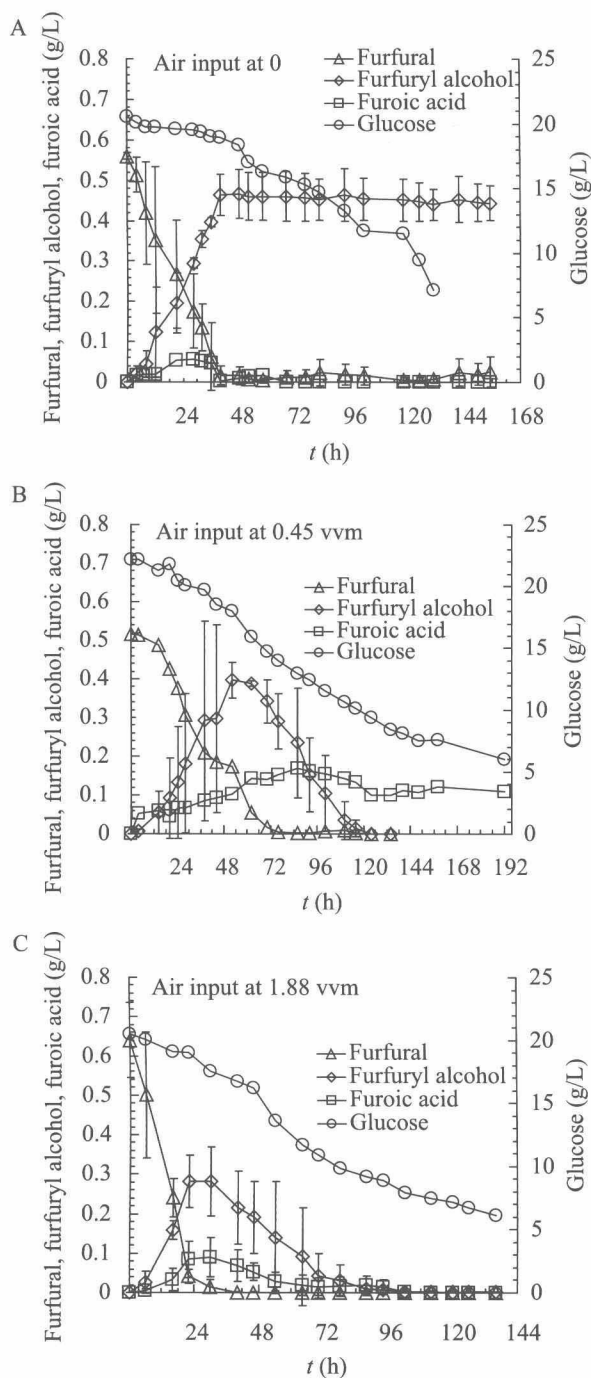 A
Furfural, furfuryl alcohol, furoic acid (g/L)
Air input at 0
Furfural
Furfuryl alcohol
Furoic acid
Glucose
0.8
0.7
0.6
0.5
0.4
0.3
0.2
0.1
0
25
20
15
10
5
0
Glucose (g/L)
24 48 72 96 120 144 168
t (h)
B
Furfural, furfuryl alcohol, furoic acid (g/L)
Air input at 0.45 vvm
Furfural
Furfuryl alcohol
Furoic acid
Glucose
0.8
0.7
0.6
0.5
0.4
0.3
0.2
0.1
0
25
20
15
10
5
0
Glucose (g/L)
24 48 72 96 120 144 168 192
t (h)
C
Furfural, furfuryl alcohol, furoic acid (g/L)
Air input at 1.88 vvm
Furfural
Furfuryl alcohol
Furoic acid
Glucose
0.8
0.7
0.6
0.5
0.4
0.3
0.2
0.1
0
25
20
15
10
5
0
Glucose (g/L)
24 48 72 96 120 144
t (h)